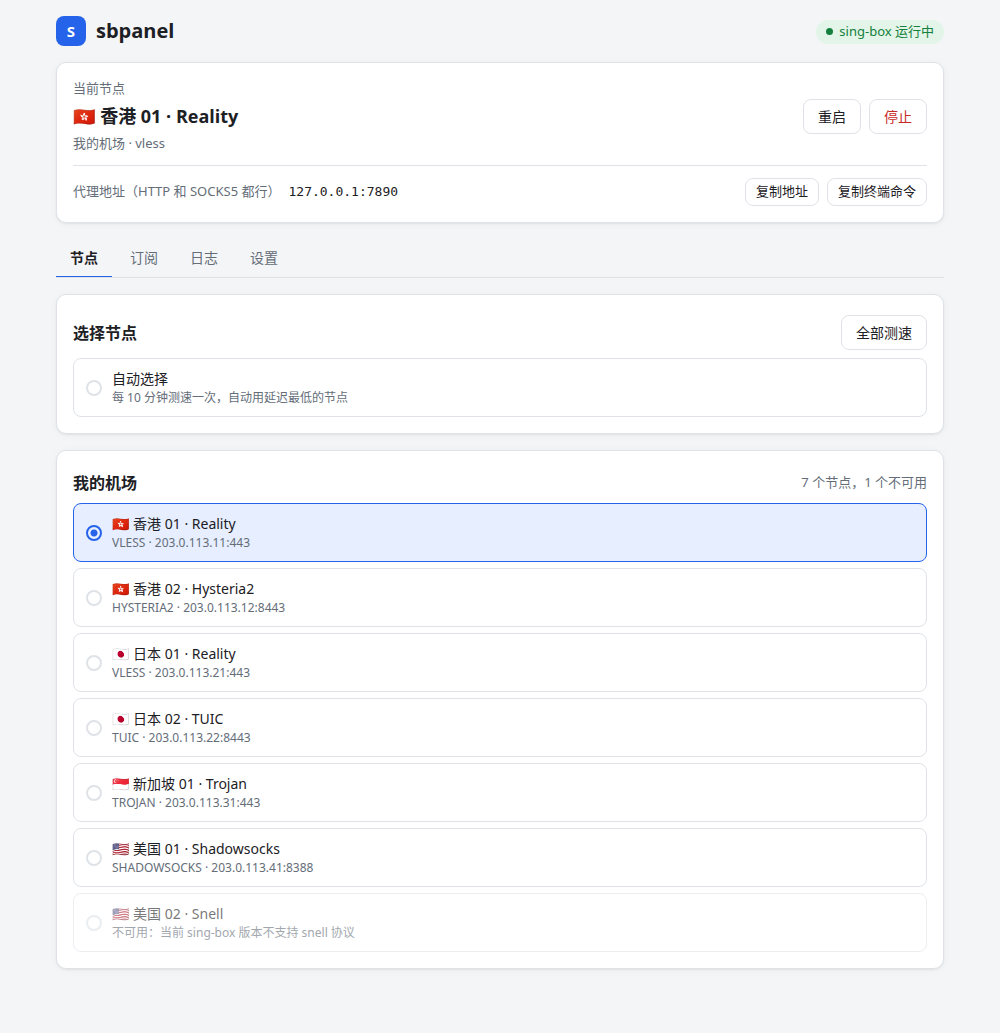 S sbpanel
sing-box 运行中
当前节点
🇭🇰 香港 01 · Reality
重启 停止
我的机场 · vless
代理地址（HTTP 和 SOCKS5 都行） 127.0.0.1:7890
复制地址 复制终端命令
节点 订阅 日志 设置
选择节点
全部测速
自动选择
每 10 分钟测速一次，自动用延迟最低的节点
我的机场
7 个节点，1 个不可用
🇭🇰 香港 01 · Reality
VLESS · 203.0.113.11:443
🇭🇰 香港 02 · Hysteria2
HYSTERIA2 · 203.0.113.12:8443
🇯🇵 日本 01 · Reality
VLESS · 203.0.113.21:443
🇯🇵 日本 02 · TUIC
TUIC · 203.0.113.22:8443
🇸🇬 新加坡 01 · Trojan
TROJAN · 203.0.113.31:443
🇺🇸 美国 01 · Shadowsocks
SHADOWSOCKS · 203.0.113.41:8388
🇺🇸 美国 02 · Snell
不可用：当前 sing-box 版本不支持 snell 协议